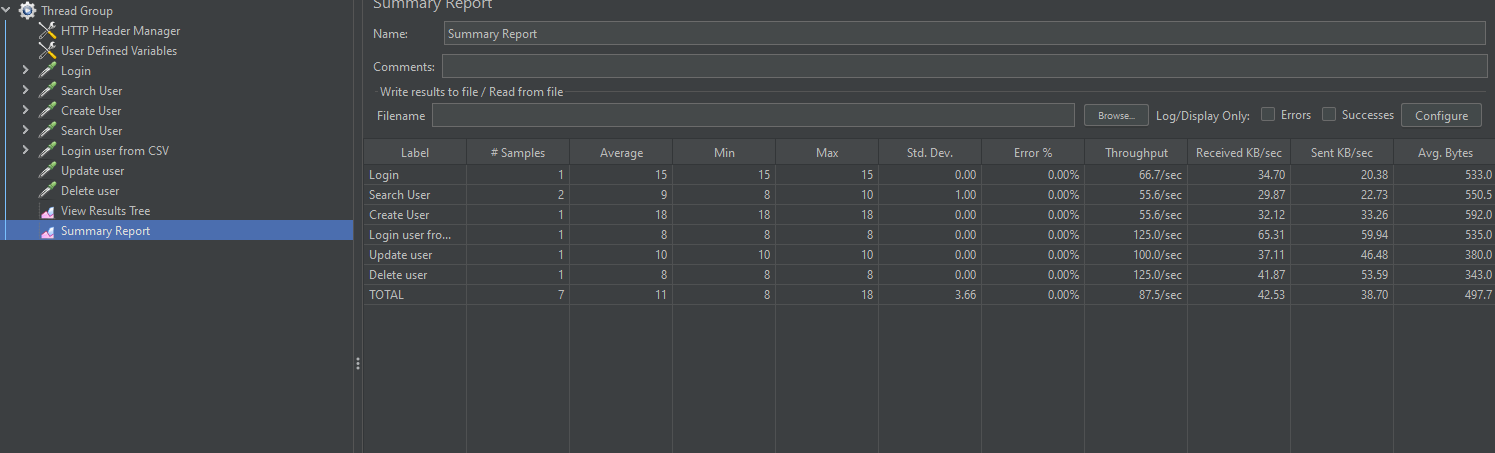 Thread Group
HTTP Header Manager
User Defined Variables
Login
Search User
Create User
Search User
Login user from CSV
Update user
Delete user
View Results Tree
Summary Report
Summary Report
Name: Summary Report
Comments:
Write results to file / Read from file
Filename Browse... Log/Display Only: Errors Successes Configure
Label # Samples Average Min Max Std. Dev. Error % Throughput Received KB/sec Sent KB/sec Avg. Bytes
Login 1 15 15 15 0.00 0.00% 66.7/sec 34.70 20.38 533.0
Search User 2 9 8 10 1.00 0.00% 55.6/sec 29.87 22.73 550.5
Create User 1 18 18 18 0.00 0.00% 55.6/sec 32.12 33.26 592.0
Login user fro... 1 8 8 8 0.00 0.00% 125.0/sec 65.31 59.94 535.0
Update user 1 10 10 10 0.00 0.00% 100.0/sec 37.11 46.48 380.0
Delete user 1 8 8 8 0.00 0.00% 125.0/sec 41.87 53.59 343.0
TOTAL 7 11 8 18 3.66 0.00% 87.5/sec 42.53 38.70 497.7